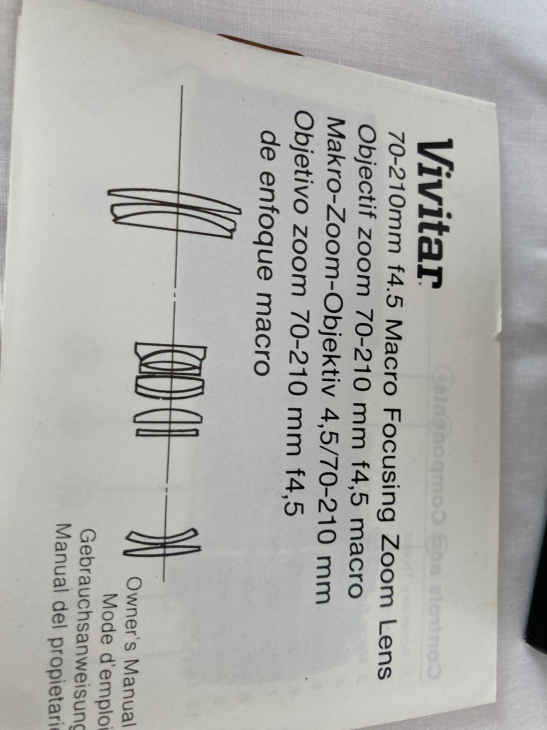 Vivitar
70-210mm f4.5 Macro Focusing Zoom Lens
Objectif zoom 70-210 mm f4,5 macro
Makro-Zoom-Objektiv 4,5/70-210 mm
Objetivo zoom 70-210 mm f4,5
de enfoque macro
Owner's Manual
Mode d'emploi
Gebrauchsanweisung
Manual del propietari